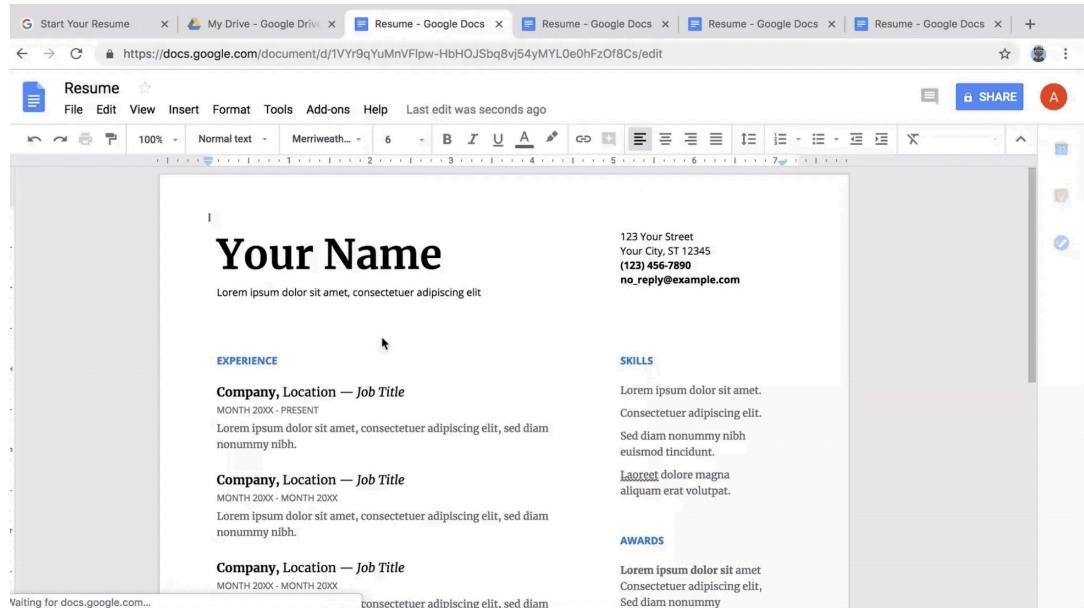 Start Your Resume
My Drive - Google Driv
Resume - Google Docs
Resume - Google Docs
Resume - Google Docs
Resume - Google Docs
https://docs.google.com/document/d/1VYr9qYuMnVFlpw-HbHOJSbq8vj54yMYL0e0hFzOf8Cs/edit
Resume
File Edit View Insert Format Tools Add-ons Help Last edit was seconds ago
SHARE
A
100% Normal text Merriweath... 6 B I U A
1 2 3 4 5 6 7
Your Name
Lorem ipsum dolor sit amet, consectetuer adipiscing elit
123 Your Street
Your City, ST 12345
(123) 456-7890
no_reply@example.com
EXPERIENCE
Company, Location — Job Title
MONTH 20XX - PRESENT
Lorem ipsum dolor sit amet, consectetuer adipiscing elit, sed diam
nonummy nibh.
Company, Location — Job Title
MONTH 20XX - MONTH 20XX
Lorem ipsum dolor sit amet, consectetuer adipiscing elit, sed diam
nonummy nibh.
Company, Location — Job Title
MONTH 20XX - MONTH 20XX
consectetuer adipiscing elit, sed diam
SKILLS
Lorem ipsum dolor sit amet.
Consectetuer adipiscing elit.
Sed diam nonummy nibh
euismod tincidunt.
Laoreet dolore magna
aliquam erat volutpat.
AWARDS
Lorem ipsum dolor sit amet
Consectetuer adipiscing elit,
Sed diam nonummy
Waiting for docs.google.com...